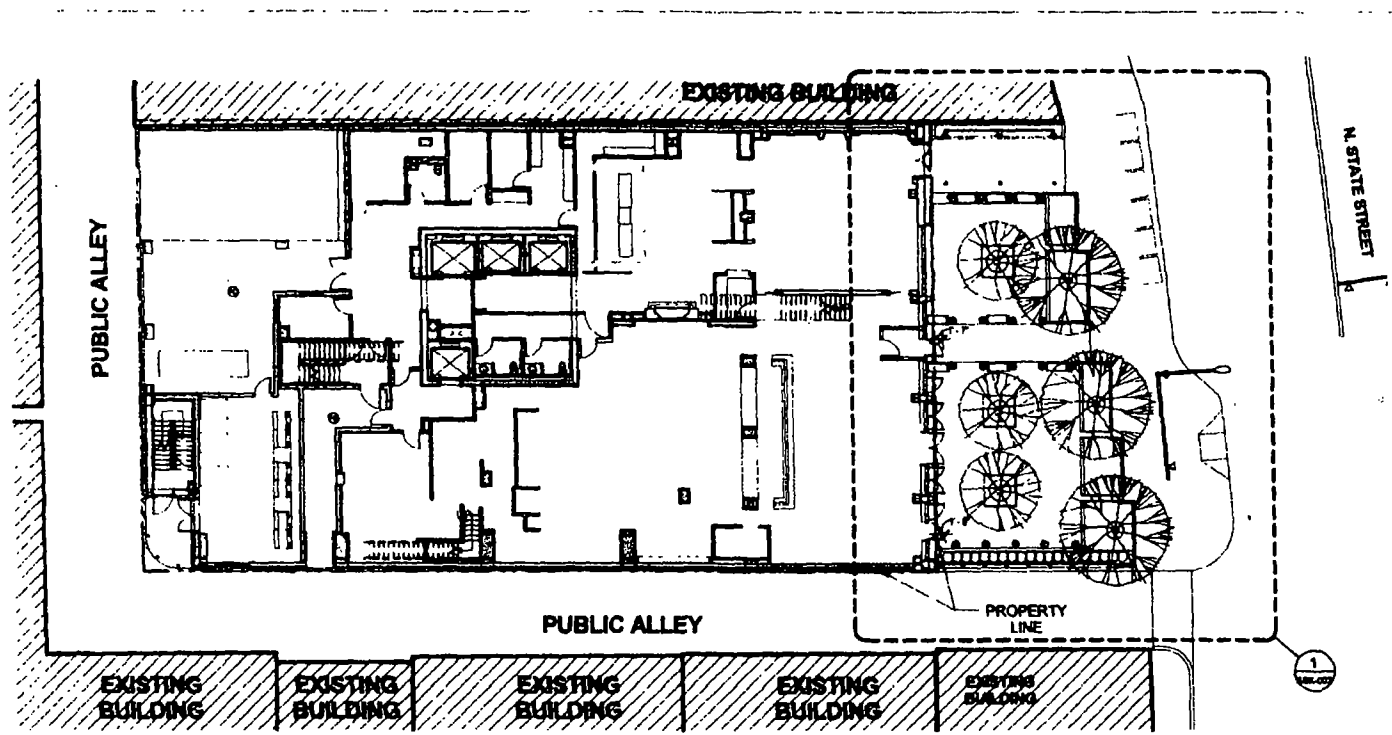 EXISTING BUILDING
N. STATE STREET
PUBLIC ALLEY
PROPERTY
LINE
PUBLIC ALLEY
1
EXISTING
BUILDING
EXISTING
BUILDING
EXISTING
BUILDING
EXISTING
BUILDING
EXISTING
BUILDING